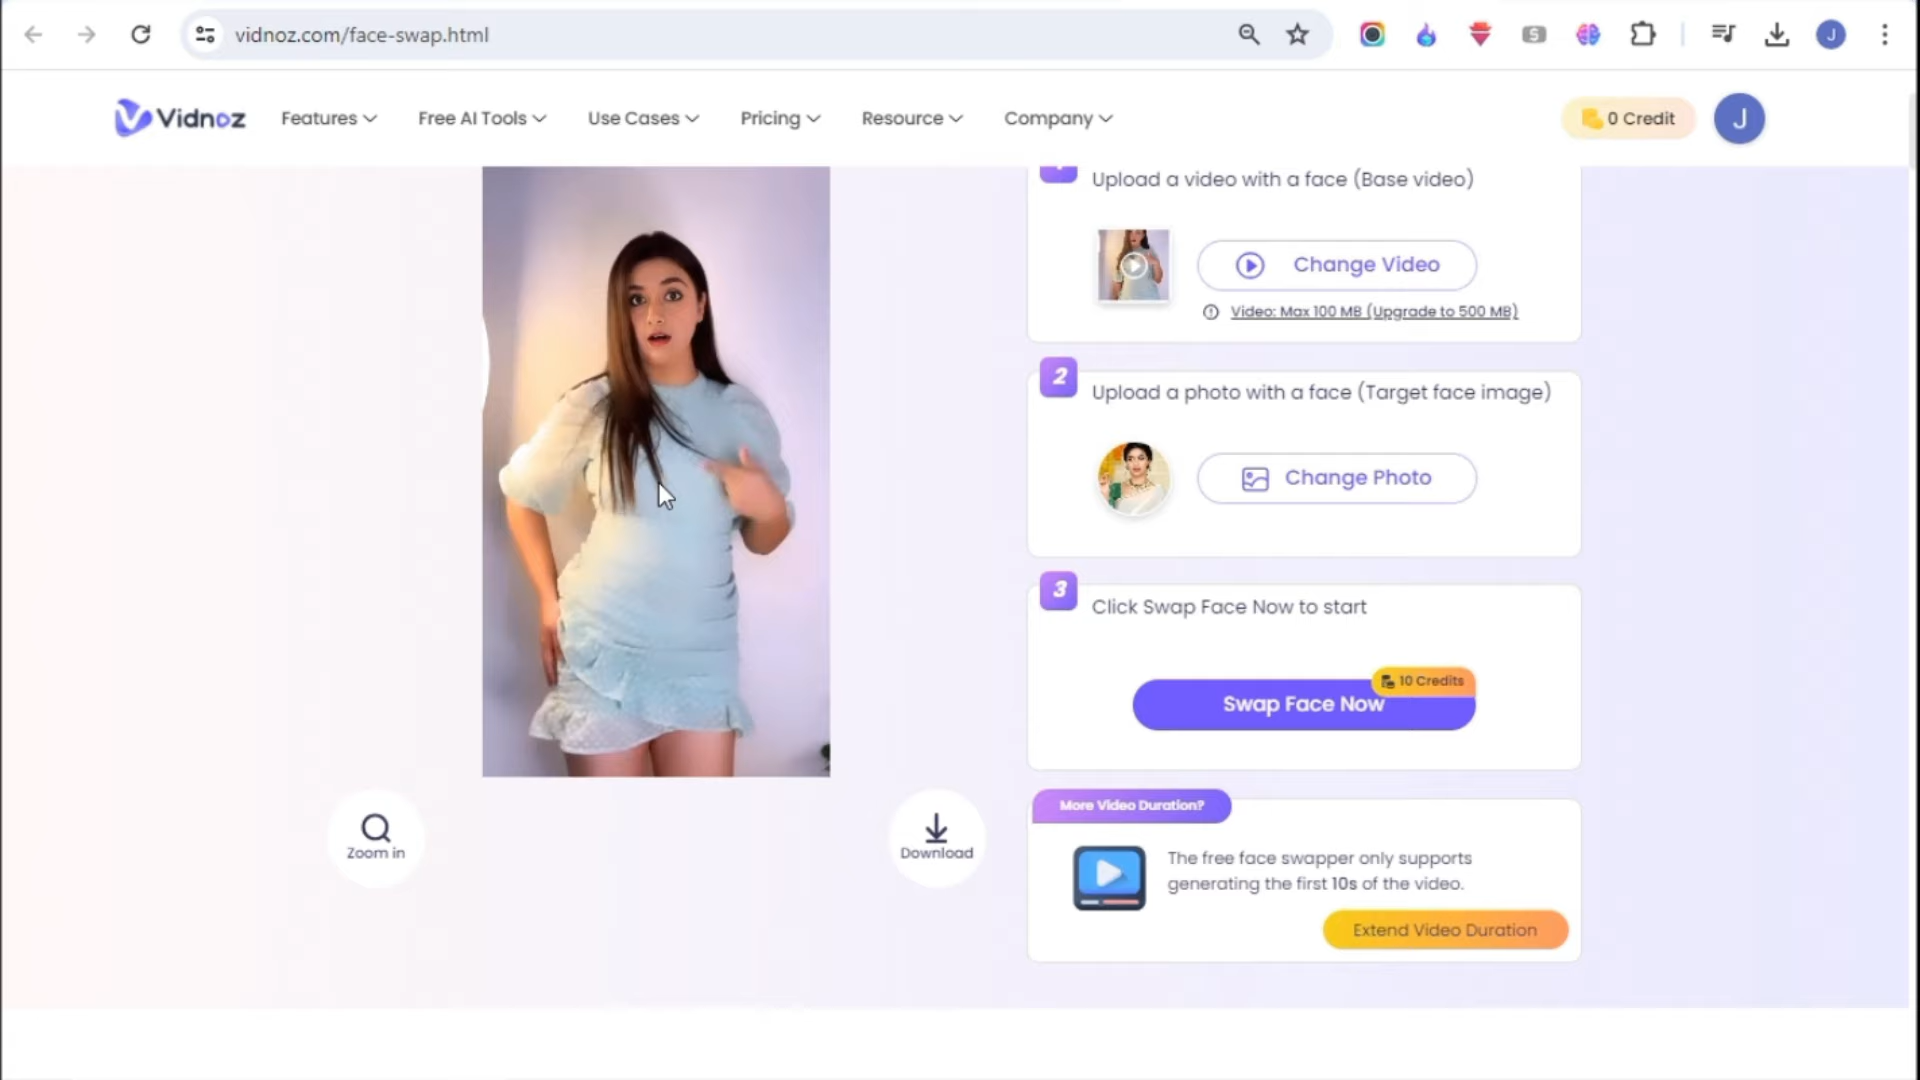 vidnoz.com/face-swap.html
S
J
Vidnoz
Features
Free AI Tools
Use Cases
Pricing
Resource
Company
0 Credit
J
Upload a video with a face (Base video)
Change Video
Video: Max 100 MB (Upgrade to 500 MB)
2
Upload a photo with a face (Target face image)
Change Photo
3
Click Swap Face Now to start
10 Credits
Swap Face Now
Zoom in
Download
More Video Duration?
The free face swapper only supports
generating the first 10s of the video.
Extend Video Duration